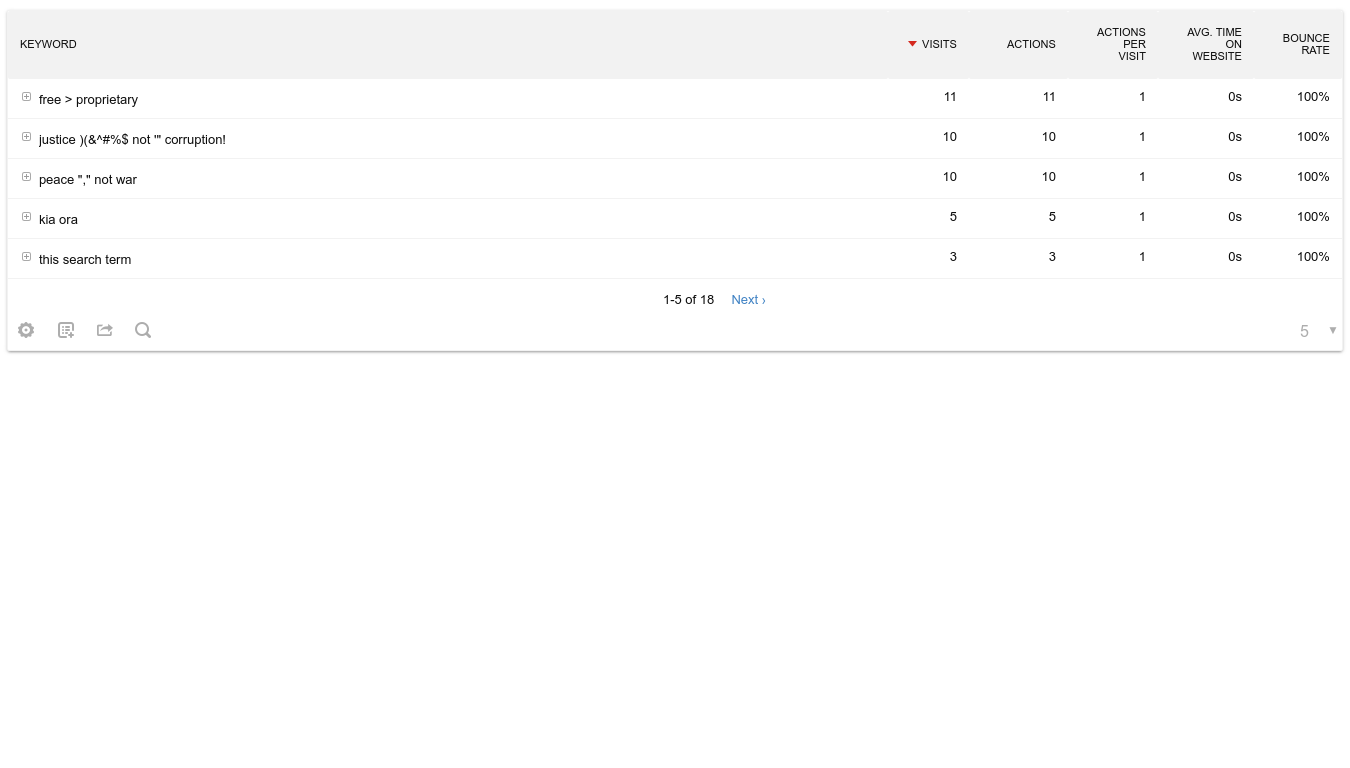 KEYWORD VISITS ACTIONS ACTIONS PER VISIT AVG. TIME ON WEBSITE BOUNCE RATE
free > proprietary 11 11 1 0s 100%
justice )(&^#%$ not '" corruption! 10 10 1 0s 100%
peace "," not war 10 10 1 0s 100%
kia ora 5 5 1 0s 100%
this search term 3 3 1 0s 100%
1-5 of 18 Next ›
5